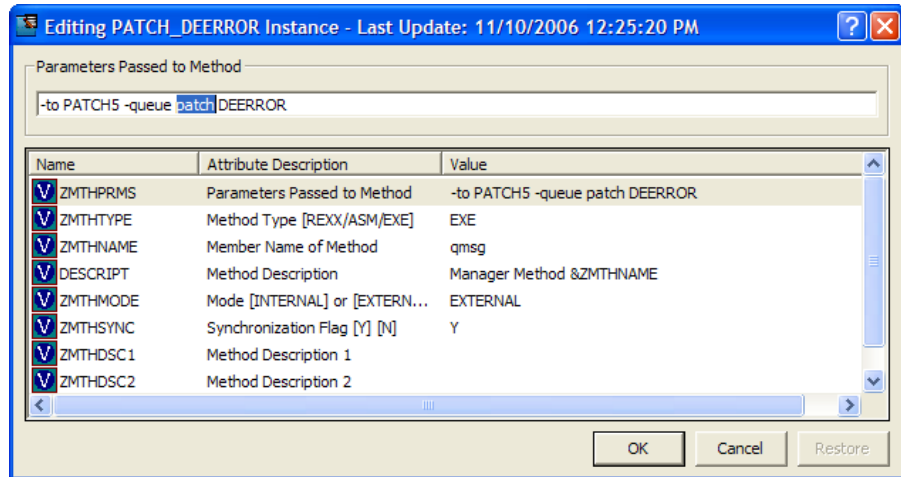 Editing PATCH_DEERROR Instance - Last Update: 11/10/2006 12:25:20 PM
Parameters Passed to Method
-to PATCH5 -queue patch DEERROR
Name Attribute Description Value
V ZMTHPRMS Parameters Passed to Method -to PATCH5 -queue patch DEERROR
V ZMTHTYPE Method Type [REXX/ASM/EXE] EXE
V ZMTHNAME Member Name of Method qmsg
V DESCRIPT Method Description Manager Method &ZMTHNAME
V ZMTHMODE Mode [INTERNAL] or [EXTERN... EXTERNAL
V ZMTHSYNC Synchronization Flag [Y] [N] Y
V ZMTHDSC1 Method Description 1
V ZMTHDSC2 Method Description 2
OK Cancel Restore